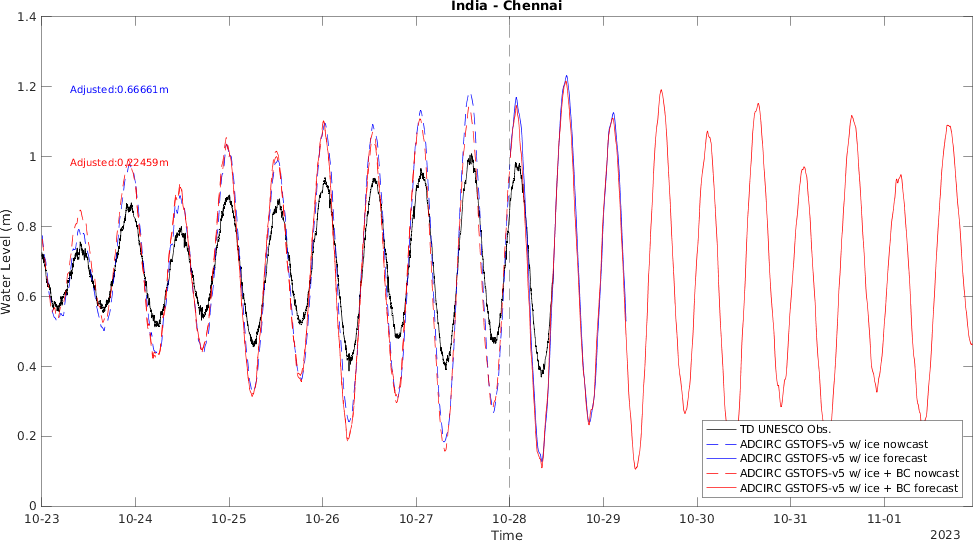 India - Chennai
1.4
1.2
1
0.8
0.6
0.4
0.2
0
Water Level (m)
Adjusted:0.66661m
Adjusted:0.22459m
TD UNESCO Obs.
ADCIRC GSTOFS-v5 w/ ice nowcast
ADCIRC GSTOFS-v5 w/ ice forecast
ADCIRC GSTOFS-v5 w/ ice + BC nowcast
ADCIRC GSTOFS-v5 w/ ice + BC forecast
10-23 10-24 10-25 10-26 10-27 10-28 10-29 10-30 10-31 11-01
Time
2023